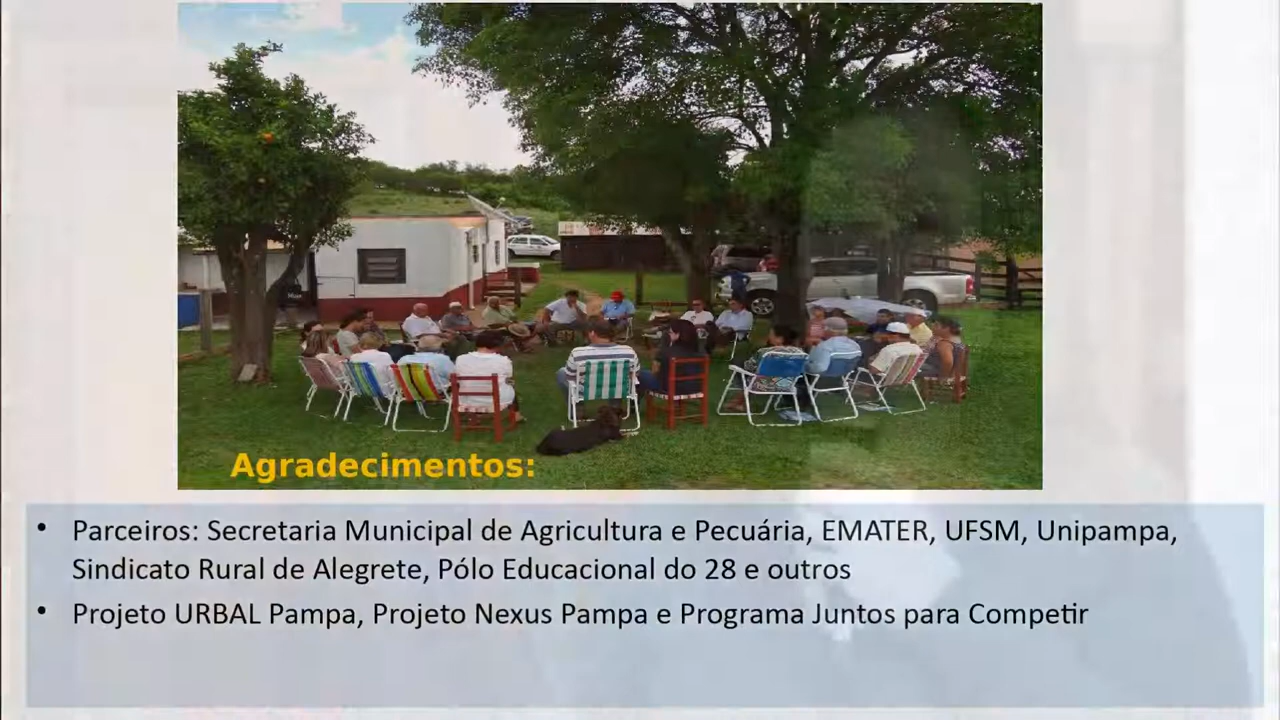 Agradecimentos:
• Parceiros: Secretaria Municipal de Agricultura e Pecuária, EMATER, UFSM, Unipampa,
Sindicato Rural de Alegrete, Pólo Educacional do 28 e outros
• Projeto URBAL Pampa, Projeto Nexus Pampa e Programa Juntos para Competir